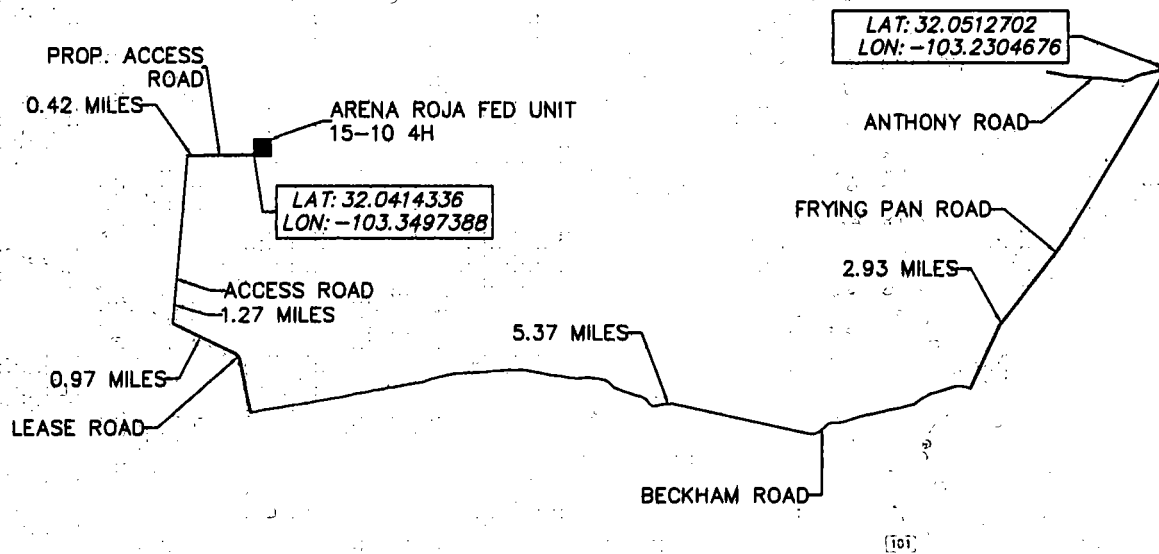 LAT: 32.0512702
LON: -103.2304676
PROP. ACCESS
ROAD
0.42 MILES
ARENA ROJA FED UNIT
15-10 4H
ANTHONY ROAD
LAT: 32.0414336
LON: -103.3497388
FRYING PAN ROAD
2.93 MILES
ACCESS ROAD
1.27 MILES
5.37 MILES
0.97 MILES
LEASE ROAD
BECKHAM ROAD
101